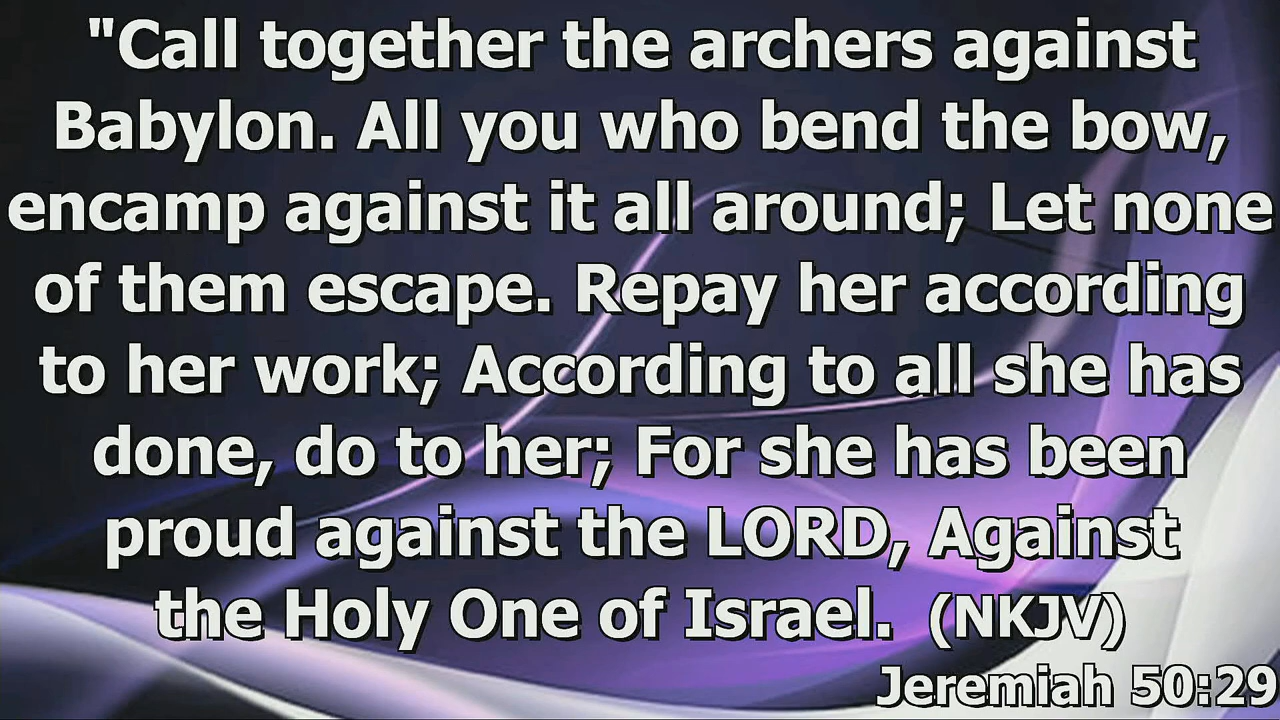 "Call together the archers against
Babylon. All you who bend the bow,
encamp against it all around; Let none
of them escape. Repay her according
to her work; According to all she has
done, do to her; For she has been
proud against the LORD, Against
the Holy One of Israel. (NKJV)
Jeremiah 50:29